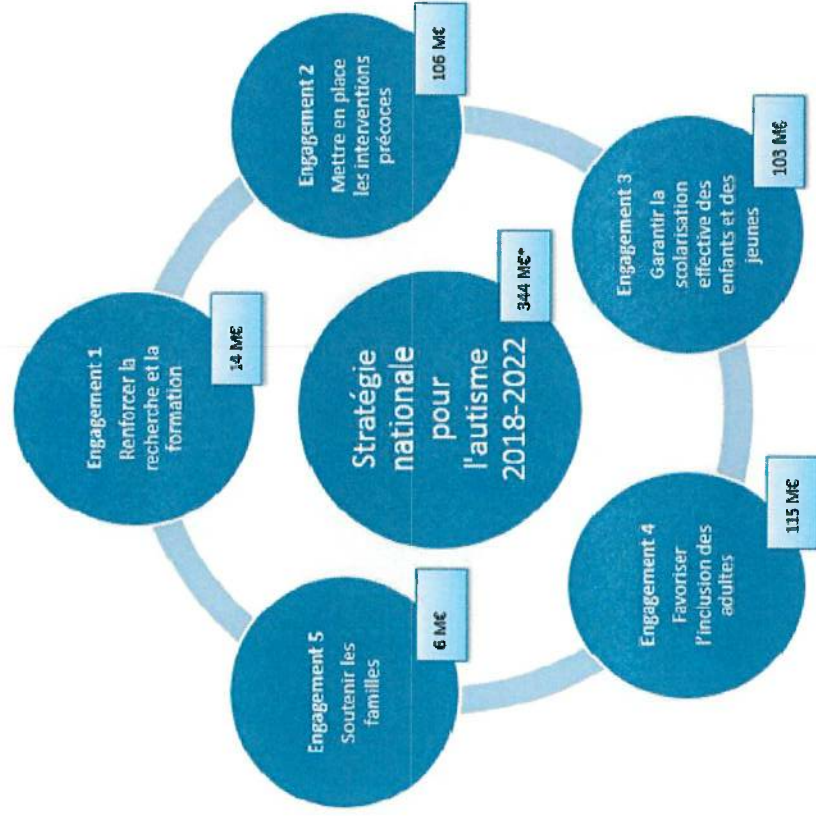 Engagement 1
Renforcer la
recherche et la
formation
14 M€
Engagement 2
Mettre en place
les interventions
précoces
106 M€
Engagement 3
Garantir la
scolarisation
effective des
enfants et des
jeunes
103 M€
Engagement 4
Favoriser
l'inclusion des
adultes
115 M€
Engagement 5
Soutenir les
familles
6 M€
Stratégie
nationale
pour
l'autisme
2018-2022
344 M€*